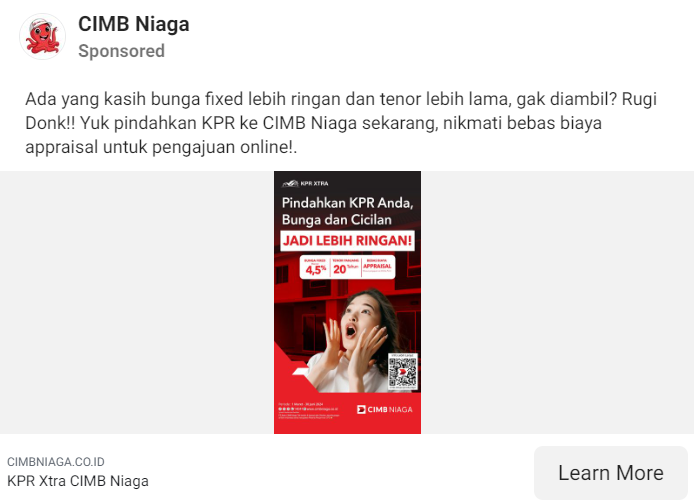 CIMB Niaga
Sponsored
Ada yang kasih bunga fixed lebih ringan dan tenor lebih lama, gak diambil? Rugi
Donk!! Yuk pindahkan KPR ke CIMB Niaga sekarang, nikmati bebas biaya
appraisal untuk pengajuan online!.
KPR XTRA
Pindahkan KPR Anda,
Bunga dan Cicilan
JADI LEBIH RINGAN!
4,5% 20 Tahun APPRAISAL
CIMB NIAGA
CIMBNIAGA.CO.ID
KPR Xtra CIMB Niaga
Learn More